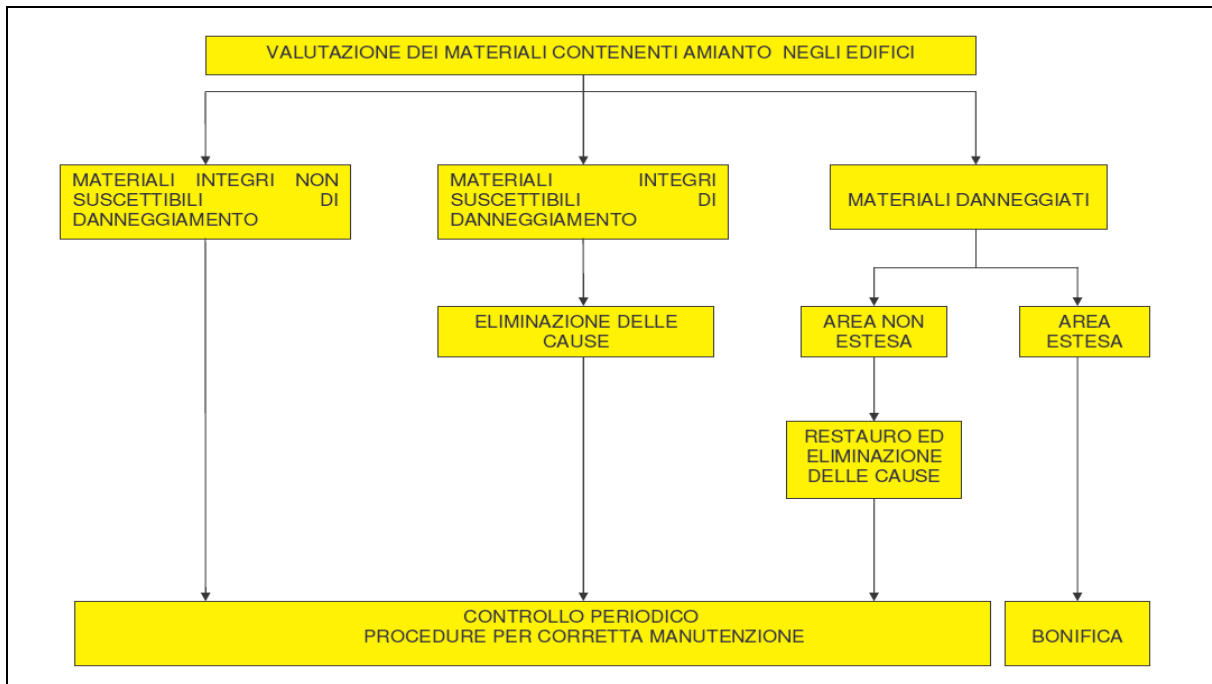 VALUTAZIONE DEI MATERIALI CONTENENTI AMIANTO NEGLI EDIFICI
MATERIALI INTEGRI NON
SUSCETTIBILI DI
DANNEGGIAMENTO
MATERIALI INTEGRI
SUSCETTIBILI DI
DANNEGGIAMENTO
MATERIALI DANNEGGIATI
ELIMINAZIONE DELLE
CAUSE
AREA NON
ESTESA
AREA
ESTESA
RESTAURO ED
ELIMINAZIONE
DELLE CAUSE
CONTROLLO PERIODICO
PROCEDURE PER CORRETTA MANUTENZIONE
BONIFICA